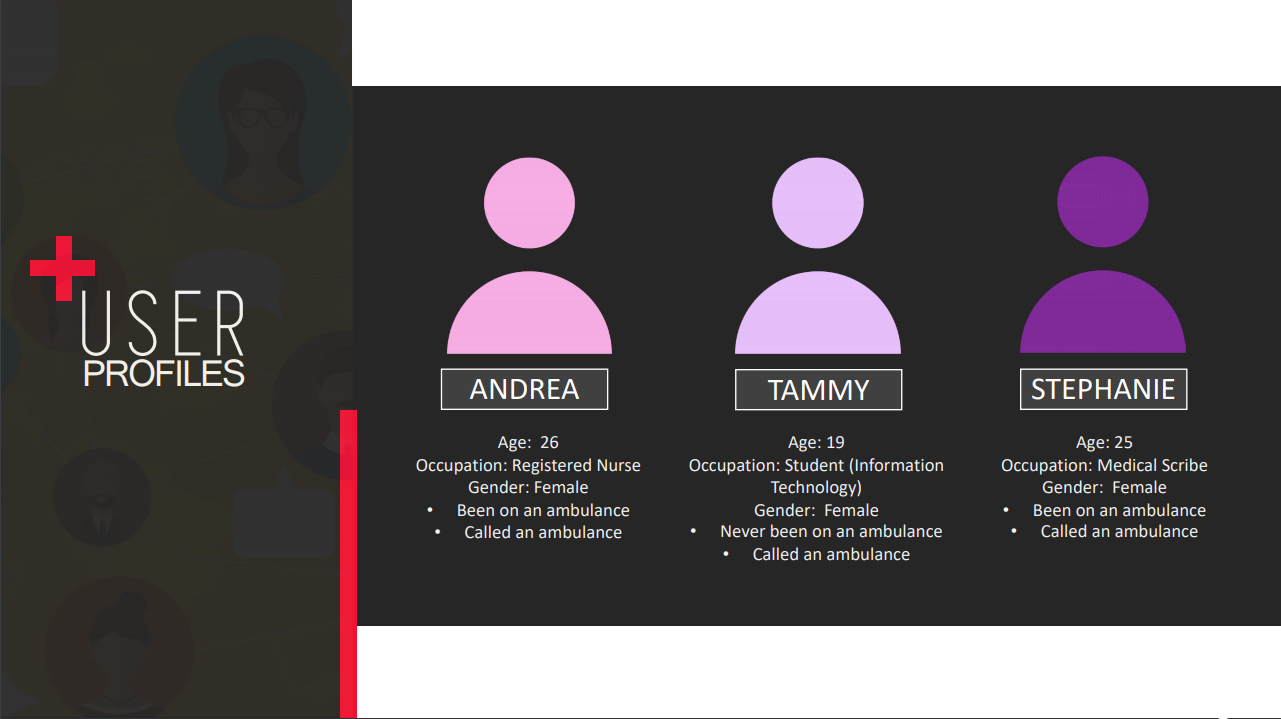 USER
PROFILES
ANDREA
Age: 26
Occupation: Registered Nurse
Gender: Female
• Been on an ambulance
• Called an ambulance
TAMMY
Age: 19
Occupation: Student (Information
Technology)
Gender: Female
• Never been on an ambulance
• Called an ambulance
STEPHANIE
Age: 25
Occupation: Medical Scribe
Gender: Female
• Been on an ambulance
• Called an ambulance